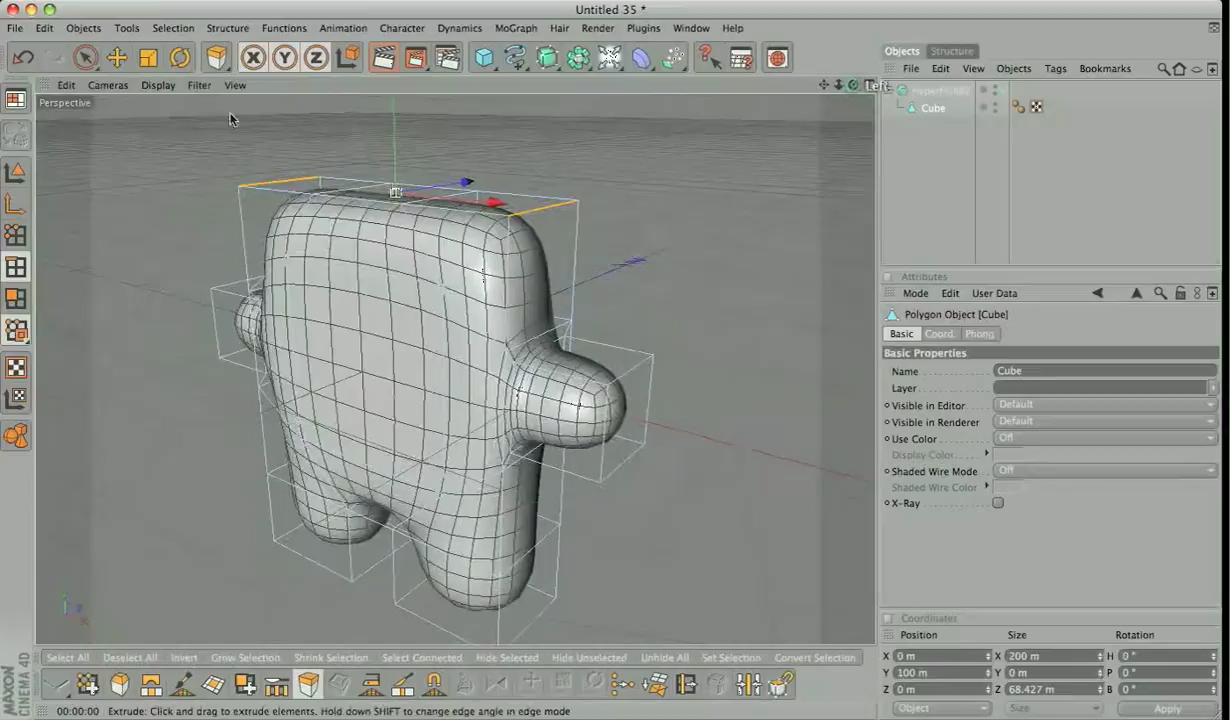 Untitled 35 *
File Edit Objects Tools Selection Structure Functions Animation Character Dynamics MoGraph Hair Render Plugins Window Help
X Y Z
Objects Structure
File Edit View Objects Tags Bookmarks
Edit Cameras Display Filter View
Perspective
HyperNURBS
Cube
Attributes
Mode Edit User Data
Polygon Object [Cube]
Basic Coord. Phong
Basic Properties
Name Cube
Layer
Visible in Editor Default
Visible in Renderer Default
Use Color Off
Display Color
Shaded Wire Mode Off
Shaded Wire Color
X-Ray
Coordinates
Position Size Rotation
X 0 m X 200 m H 0 °
Y 100 m Y 0 m P 0 °
Z 0 m Z 68.427 m B 0 °
Object Size Apply
Select All Deselect All Invert Grow Selection Shrink Selection Select Connected Hide Selected Hide Unselected Unhide All Set Selection Convert Selection
MAXON
CINEMA 4D
00:00:00 Extrude: Click and drag to extrude elements. Hold down SHIFT to change edge angle in edge mode